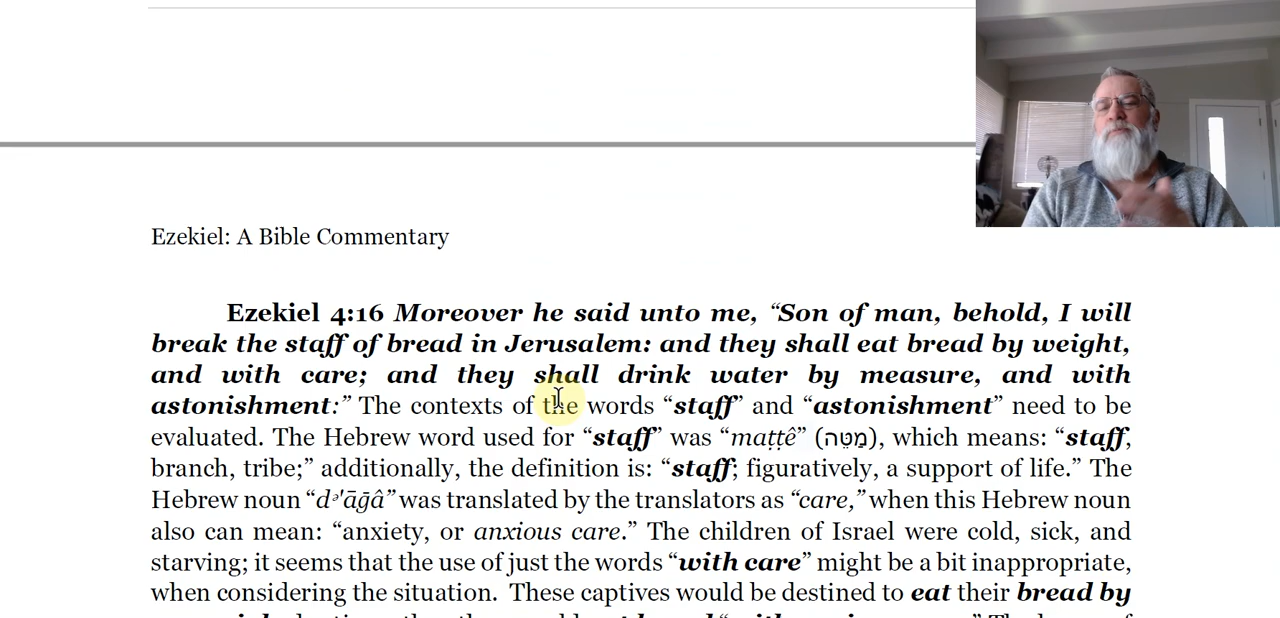 Ezekiel: A Bible Commentary
Ezekiel 4:16 Moreover he said unto me, “Son of man, behold, I will
break the staff of bread in Jerusalem: and they shall eat bread by weight,
and with care; and they shall drink water by measure, and with
astonishment:” The contexts of the words “staff” and “astonishment” need to be
evaluated. The Hebrew word used for “staff” was “maṭṭê” (מַטֵּה), which means: “staff,
branch, tribe;” additionally, the definition is: “staff; figuratively, a support of life.” The
Hebrew noun “dᵊ'āḡâ” was translated by the translators as “care,” when this Hebrew noun
also can mean: “anxiety, or anxious care.” The children of Israel were cold, sick, and
starving; it seems that the use of just the words “with care” might be a bit inappropriate,
when considering the situation. These captives would be destined to eat their bread by